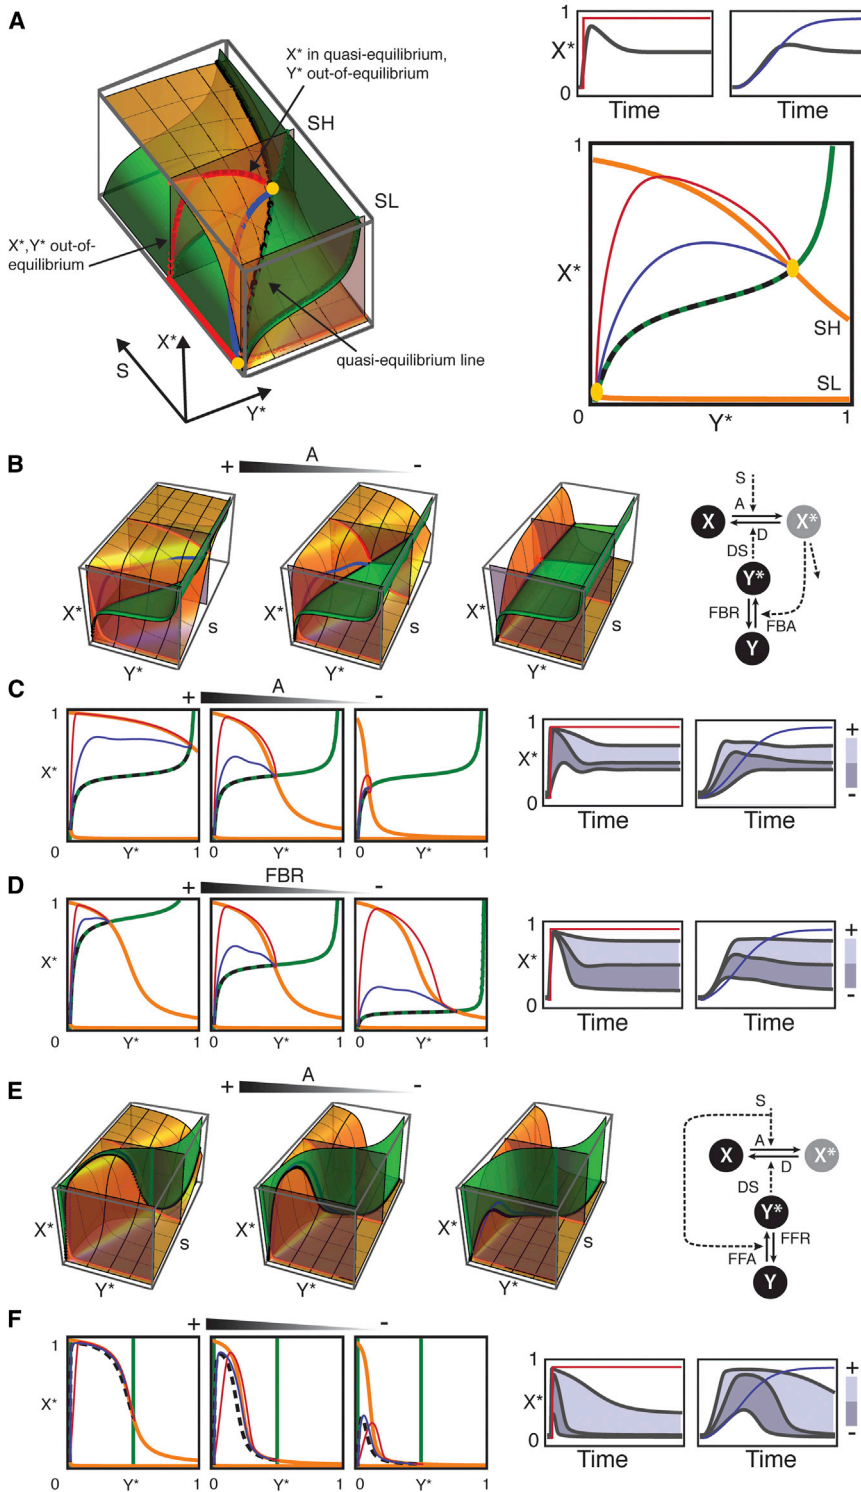 A
X* in quasi-equilibrium,
Y* out-of-equilibrium
SH
SL
X*,Y* out-of-
equilibrium
quasi-equilibrium line
X*
S
Y*
1
X*
0
Time
Time
1
X*
SH
SL
0
Y*
1
B
+ A -
X*
Y*
S
X*
Y*
S
X*
Y*
S
S
X
A
X*
D
DS
Y*
FBR
FBA
Y
C
+ A -
1
X*
0
Y*
1
0
Y*
1
0
Y*
1
1
X*
0
Time
Time
+
-
D
+ FBR -
1
X*
0
Y*
1
0
Y*
1
0
Y*
1
1
X*
0
Time
Time
+
-
E
+ A -
X*
Y*
S
X*
Y*
S
X*
Y*
S
S
X
A
X*
D
DS
Y*
FFR
FFA
Y
F
+ -
1
X*
0
Y*
1
0
Y*
1
0
Y*
1
1
X*
0
Time
Time
+
-